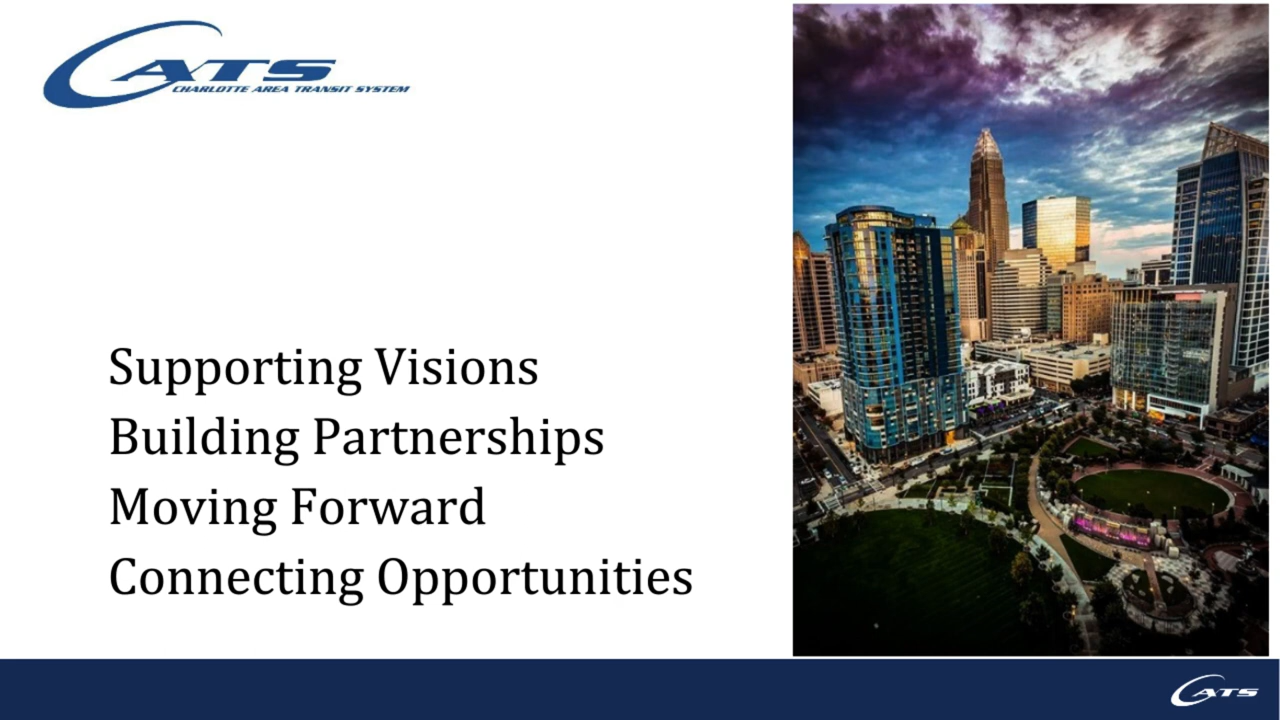 CATS
CHARLOTTE AREA TRANSIT SYSTEM
Supporting Visions
Building Partnerships
Moving Forward
Connecting Opportunities
CATS